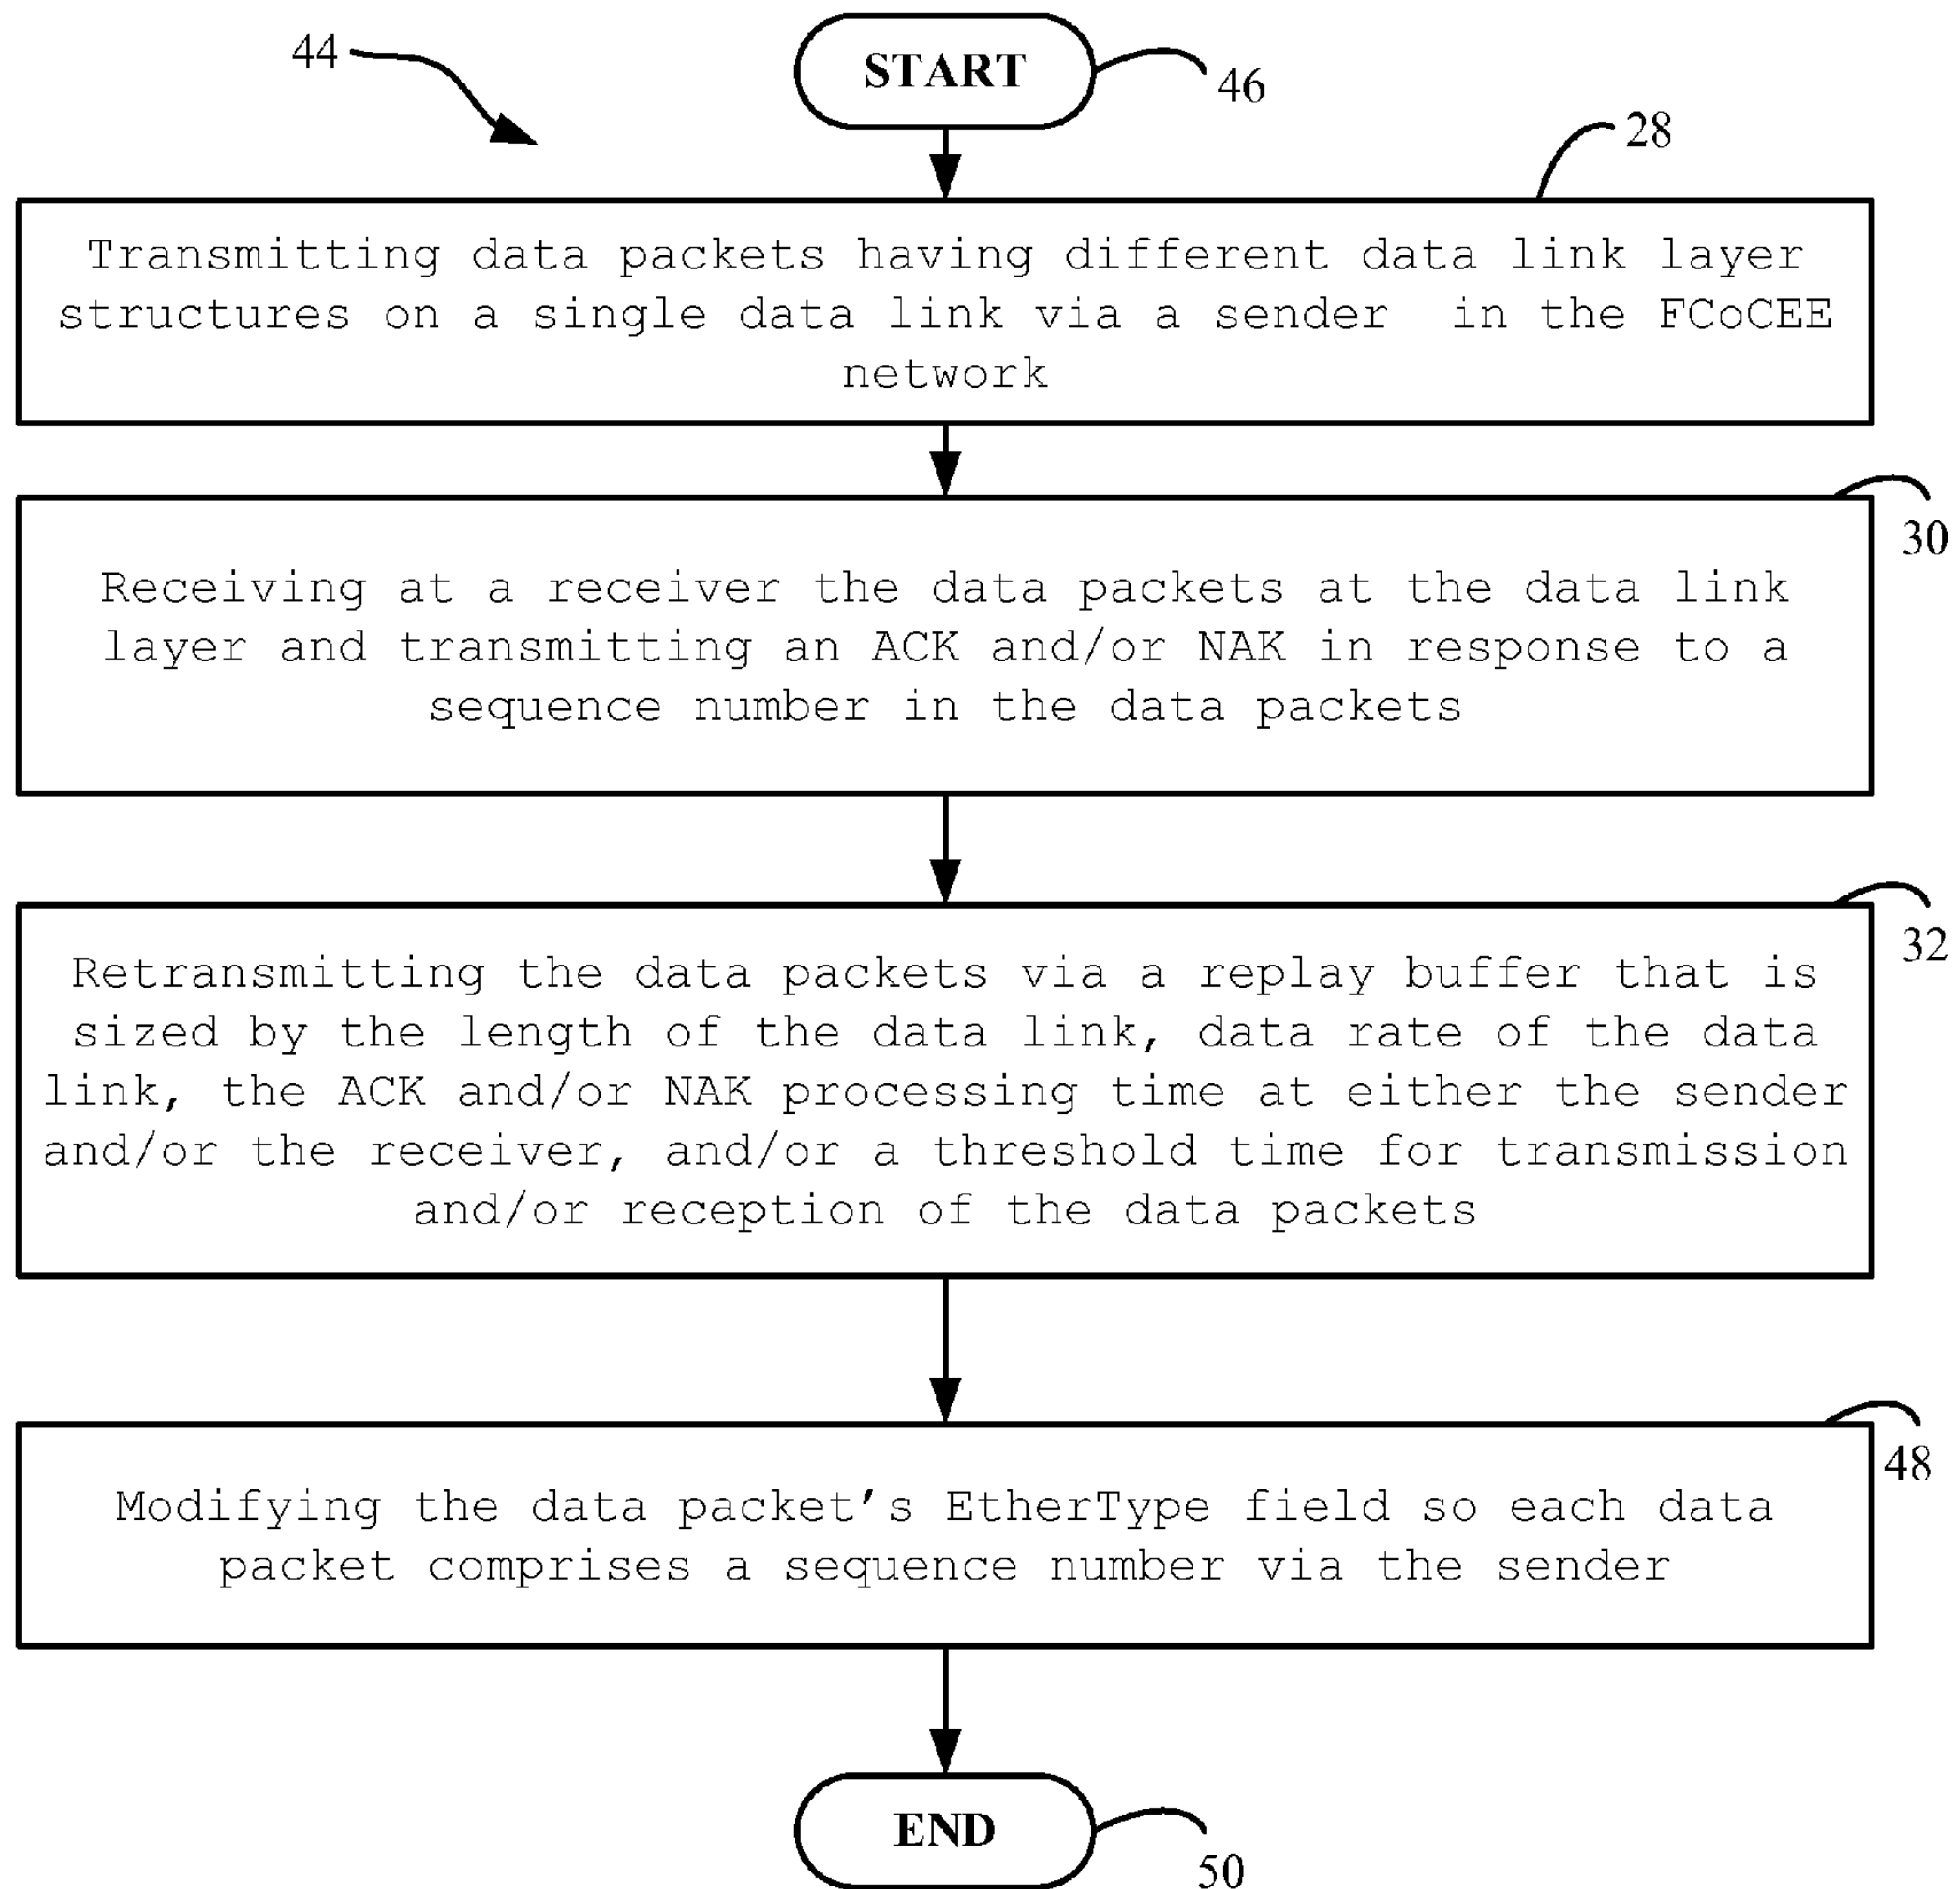 44
START
46
28
Transmitting data packets having different data link layer
structures on a single data link via a sender in the FCoCEE
network
30
Receiving at a receiver the data packets at the data link
layer and transmitting an ACK and/or NAK in response to a
sequence number in the data packets
32
Retransmitting the data packets via a replay buffer that is
sized by the length of the data link, data rate of the data
link, the ACK and/or NAK processing time at either the sender
and/or the receiver, and/or a threshold time for transmission
and/or reception of the data packets
48
Modifying the data packet's EtherType field so each data
packet comprises a sequence number via the sender
END
50